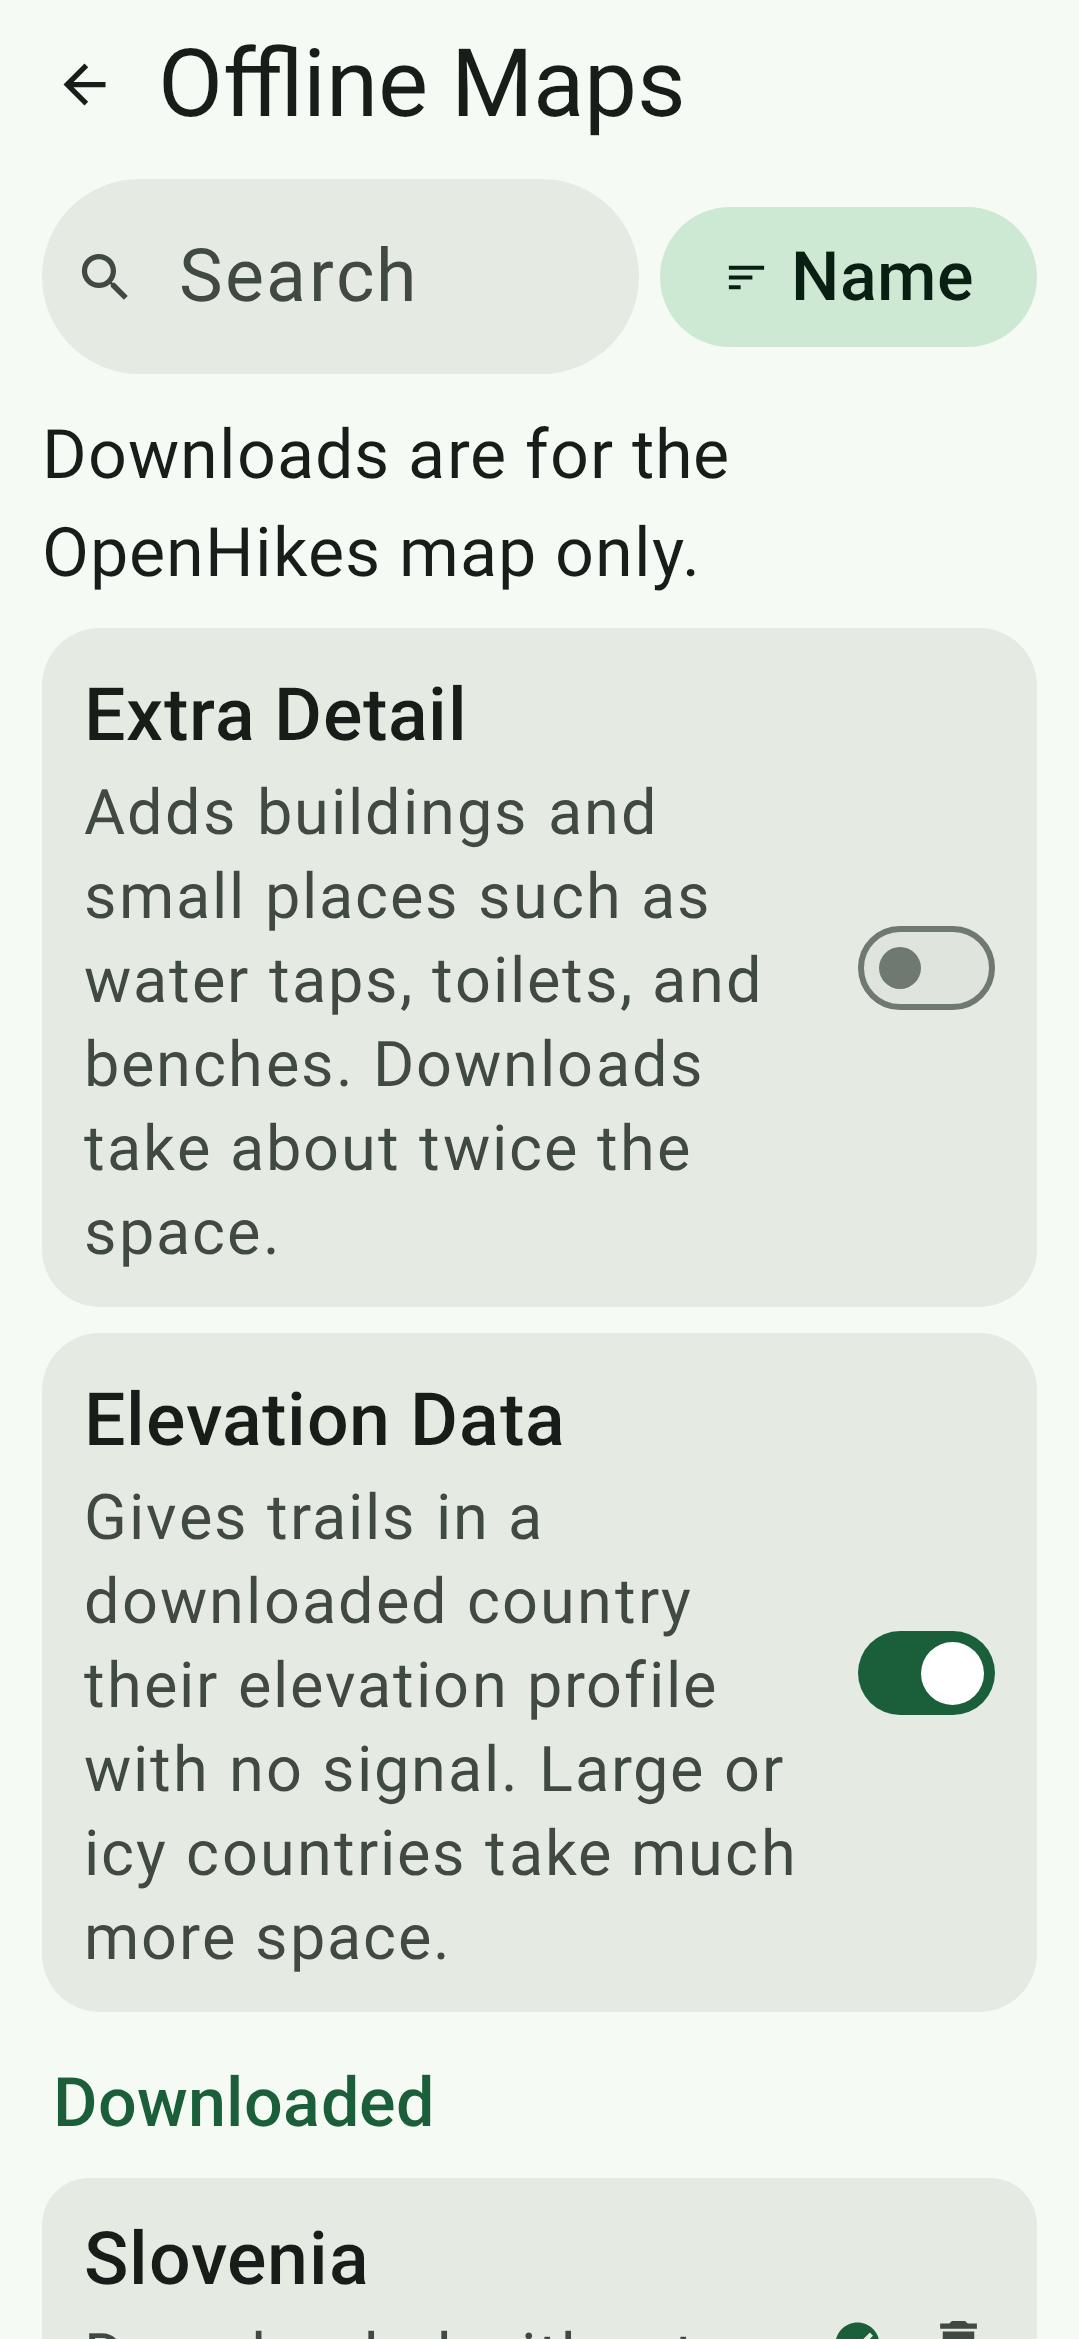 Offline Maps
Search
Name
Downloads are for the
OpenHikes map only.
Extra Detail
Adds buildings and
small places such as
water taps, toilets, and
benches. Downloads
take about twice the
space.
Elevation Data
Gives trails in a
downloaded country
their elevation profile
with no signal. Large or
icy countries take much
more space.
Downloaded
Slovenia